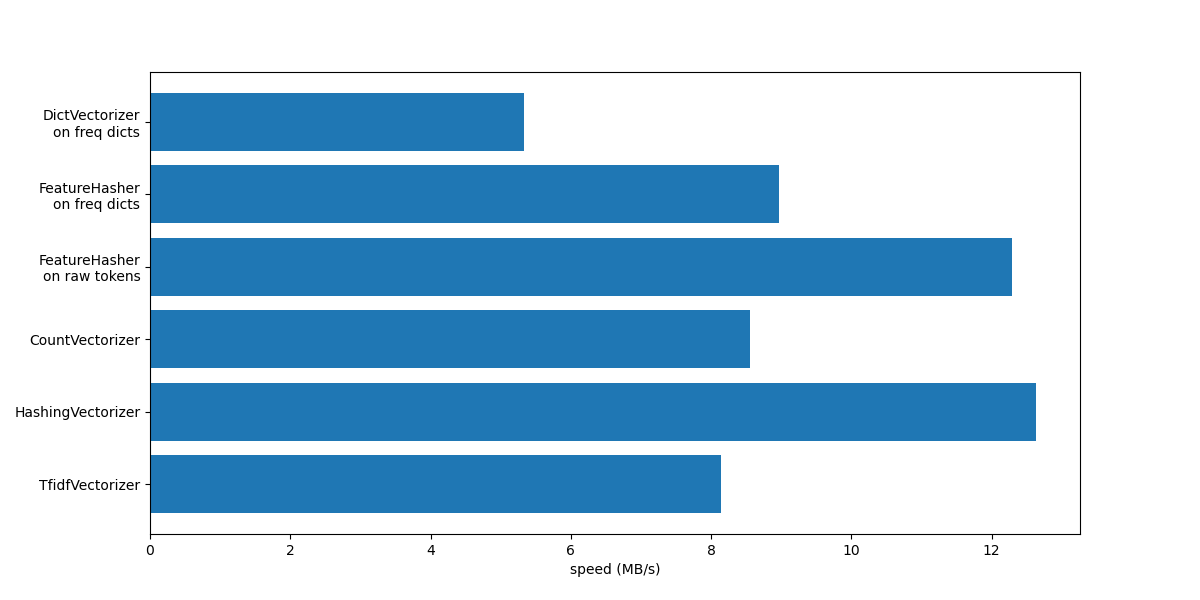 DictVectorizer
on freq dicts
FeatureHasher
on freq dicts
FeatureHasher
on raw tokens
CountVectorizer
HashingVectorizer
TfidfVectorizer
0 2 4 6 8 10 12
speed (MB/s)